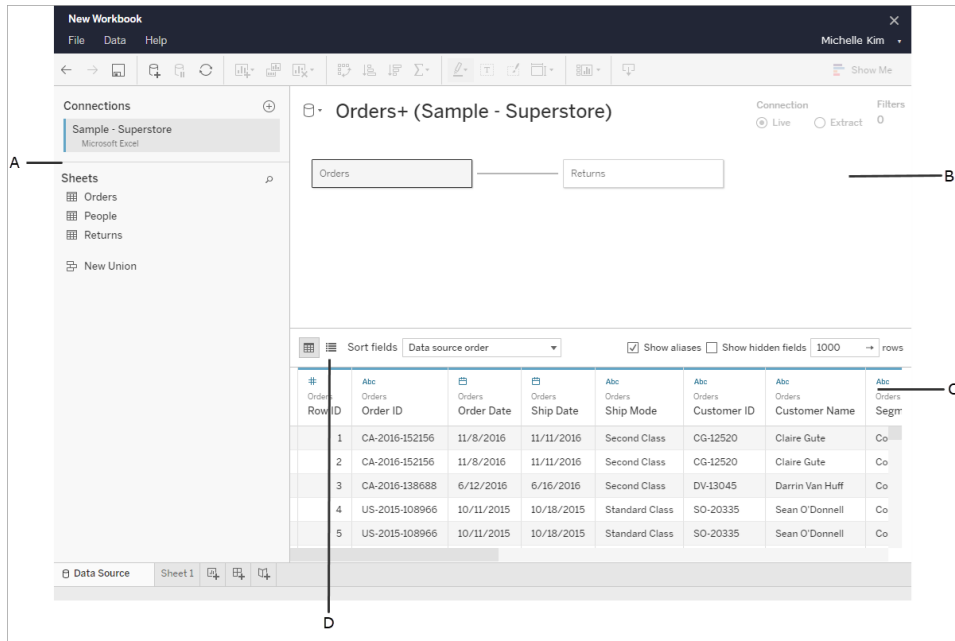 New Workbook
File Data Help
Michelle Kim
Show Me
Connections
Sample - Superstore
Microsoft Excel
A
Sheets
Orders
People
Returns
New Union
Orders+ (Sample - Superstore)
Connection
Live Extract
Filters
0
Orders
Returns
B
Sort fields Data source order Show aliases Show hidden fields 1000 → rows
# Abc Abc Abc Abc Abc
Orders Orders Orders Orders Orders Orders Orders Orders
Row ID Order ID Order Date Ship Date Ship Mode Customer ID Customer Name Segm
C
1 CA-2016-152156 11/8/2016 11/11/2016 Second Class CG-12520 Claire Gute Co
2 CA-2016-152156 11/8/2016 11/11/2016 Second Class CG-12520 Claire Gute Co
3 CA-2016-138688 6/12/2016 6/16/2016 Second Class DV-13045 Darrin Van Huff Co
4 US-2015-108966 10/11/2015 10/18/2015 Standard Class SO-20335 Sean O'Donnell Co
5 US-2015-108966 10/11/2015 10/18/2015 Standard Class SO-20335 Sean O'Donnell Co
Data Source Sheet 1
D